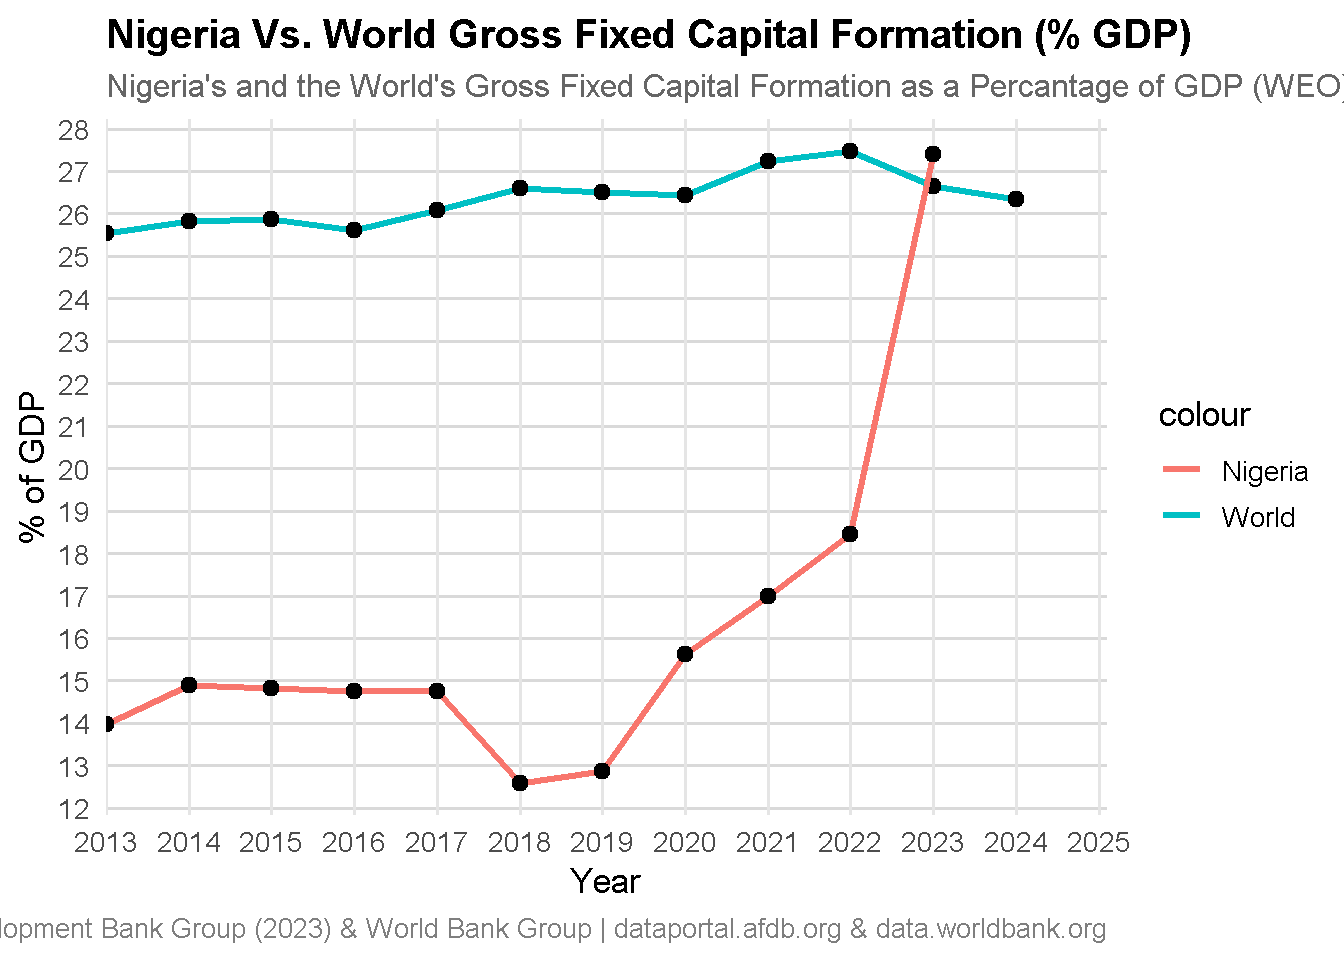 Nigeria Vs. World Gross Fixed Capital Formation (% GDP)
Nigeria's and the World's Gross Fixed Capital Formation as a Percantage of GDP (WEO)
28
27
26
25
24
23
22
21
20
19
18
17
16
15
14
13
12
% of GDP
2013 2014 2015 2016 2017 2018 2019 2020 2021 2022 2023 2024 2025
Year
colour
Nigeria
World
Bank Group (2023) & World Bank Group | dataportal.afdb.org & data.worldbank.org